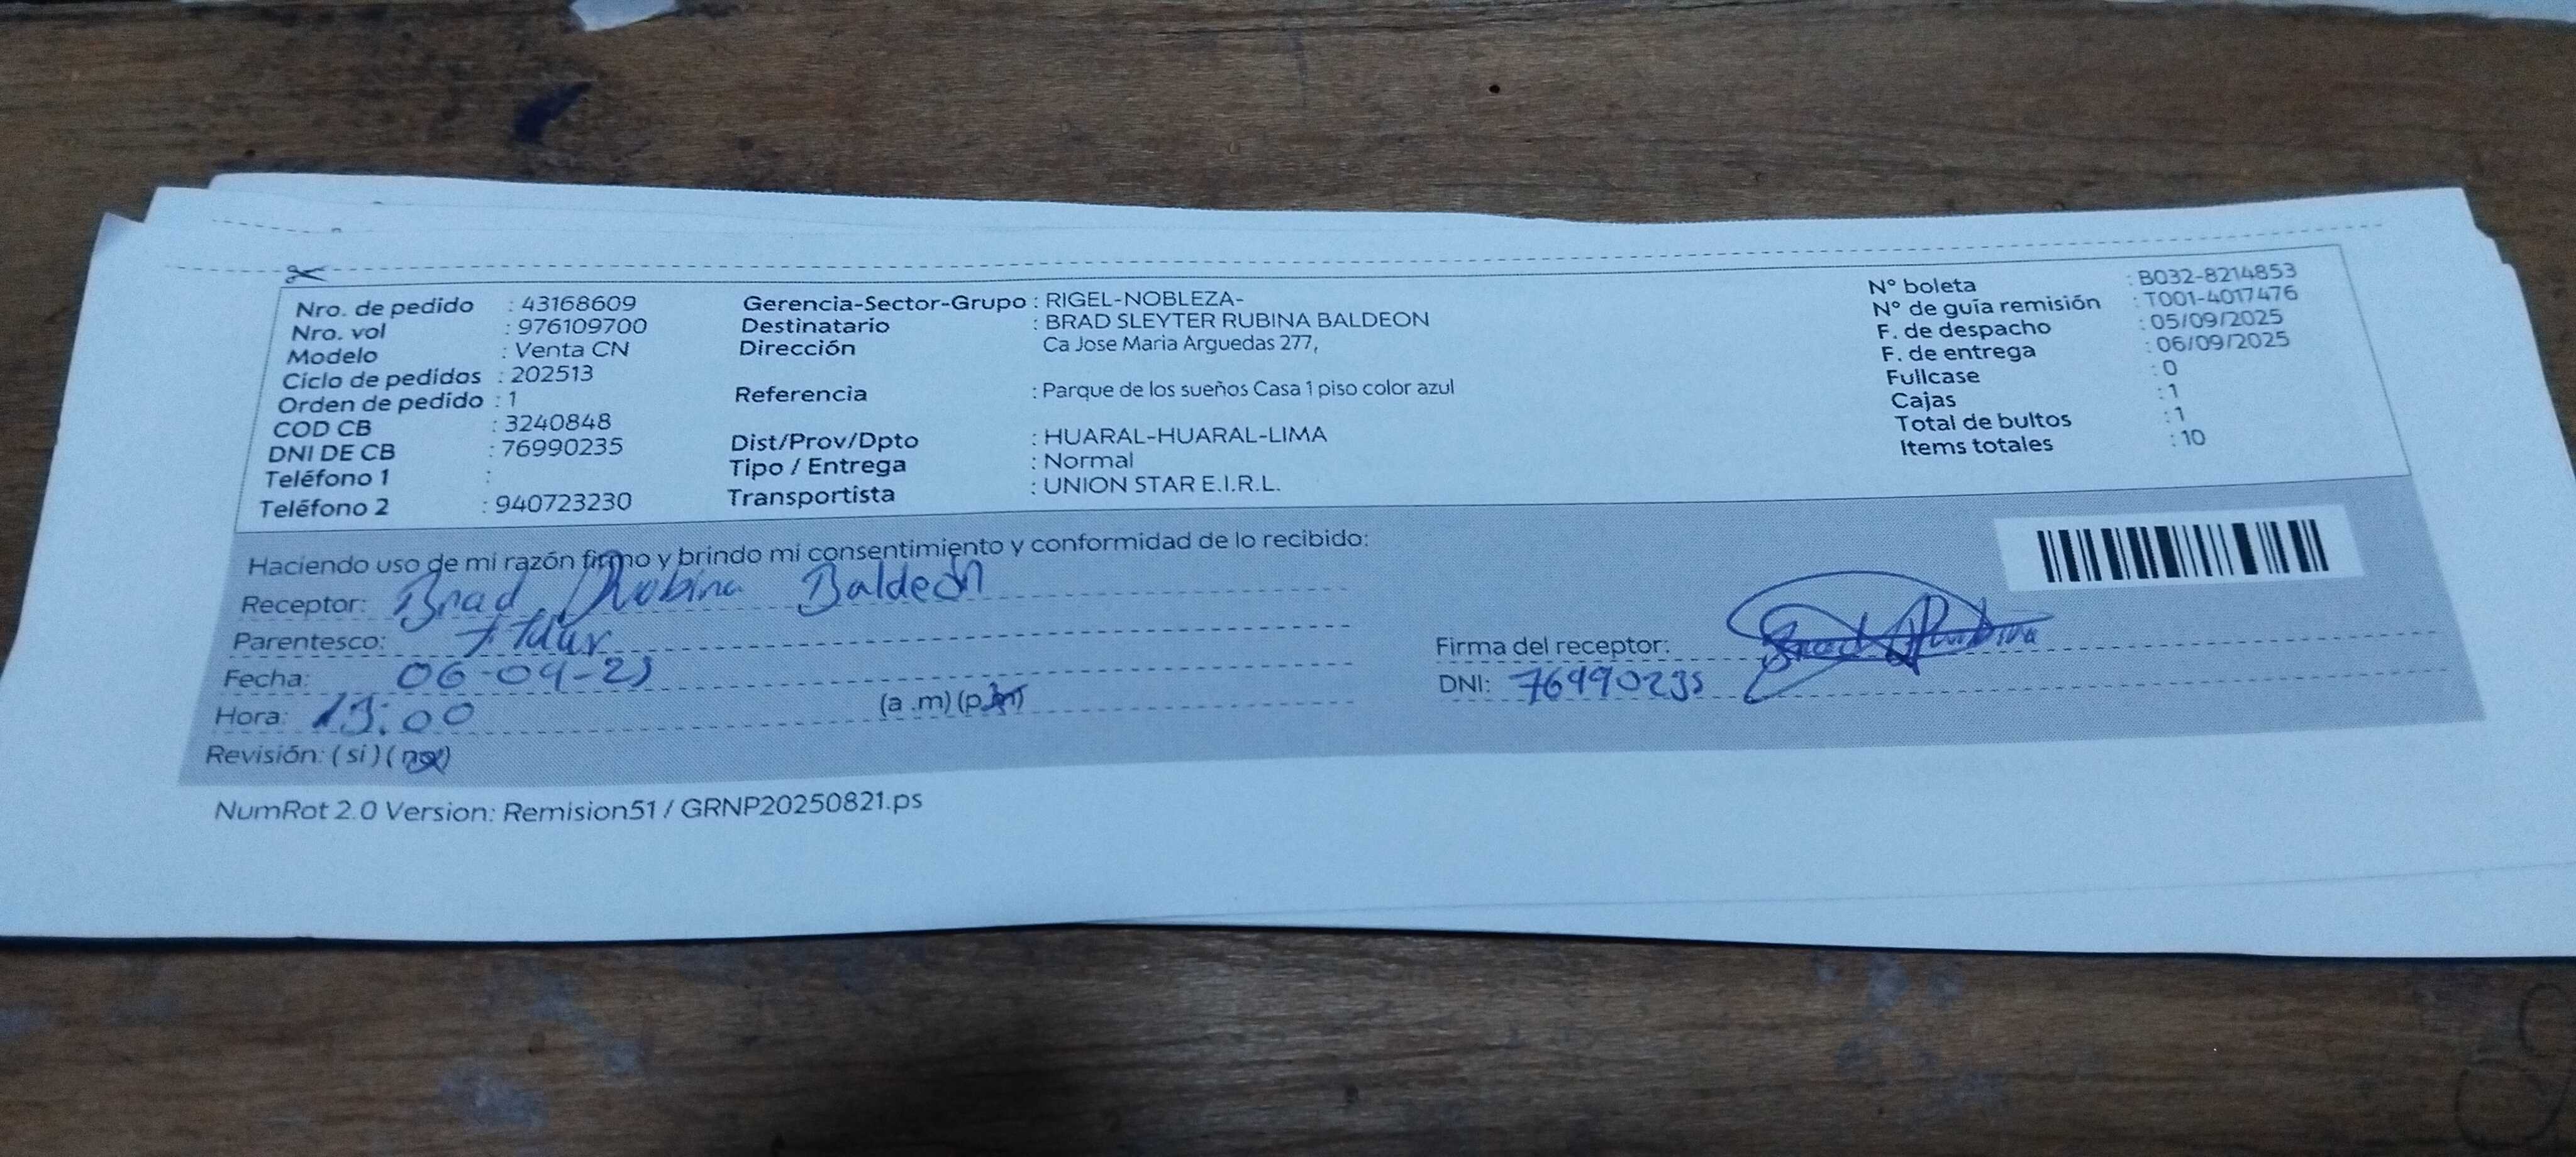 Nro. de pedido : 43168609
Nro. vol : 976109700
Modelo : Venta CN
Ciclo de pedidos : 202513
Orden de pedido : 1
COD CB : 3240848
DNI DE CB : 76990235
Teléfono 1 :
Teléfono 2 : 940723230
Gerencia-Sector-Grupo : RIGEL-NOBLEZA-
Destinatario : BRAD SLEYTER RUBINA BALDEON
Dirección Ca Jose Maria Arguedas 277,
Referencia : Parque de los sueños Casa 1 piso color azul
Dist/Prov/Dpto : HUARAL-HUARAL-LIMA
Tipo / Entrega : Normal
Transportista : UNION STAR E.I.R.L.
N° boleta : B032-8214853
N° de guía remisión : T001-4017476
F. de despacho : 05/09/2025
F. de entrega : 06/09/2025
Fullcase : 0
Cajas : 1
Total de bultos : 1
Items totales : 10
Haciendo uso de mi razón firmo y brindo mi consentimiento y conformidad de lo recibido:
Receptor: Brad Rubina Baldeón
Parentesco:
Fecha: 06-09-25
Hora: 13:00 (a .m) (p.m)
Revisión: ( si ) ( no )
Firma del receptor: Brad Rubina
DNI: 76990235
NumRot 2.0 Version: Remision51 / GRNP20250821.ps